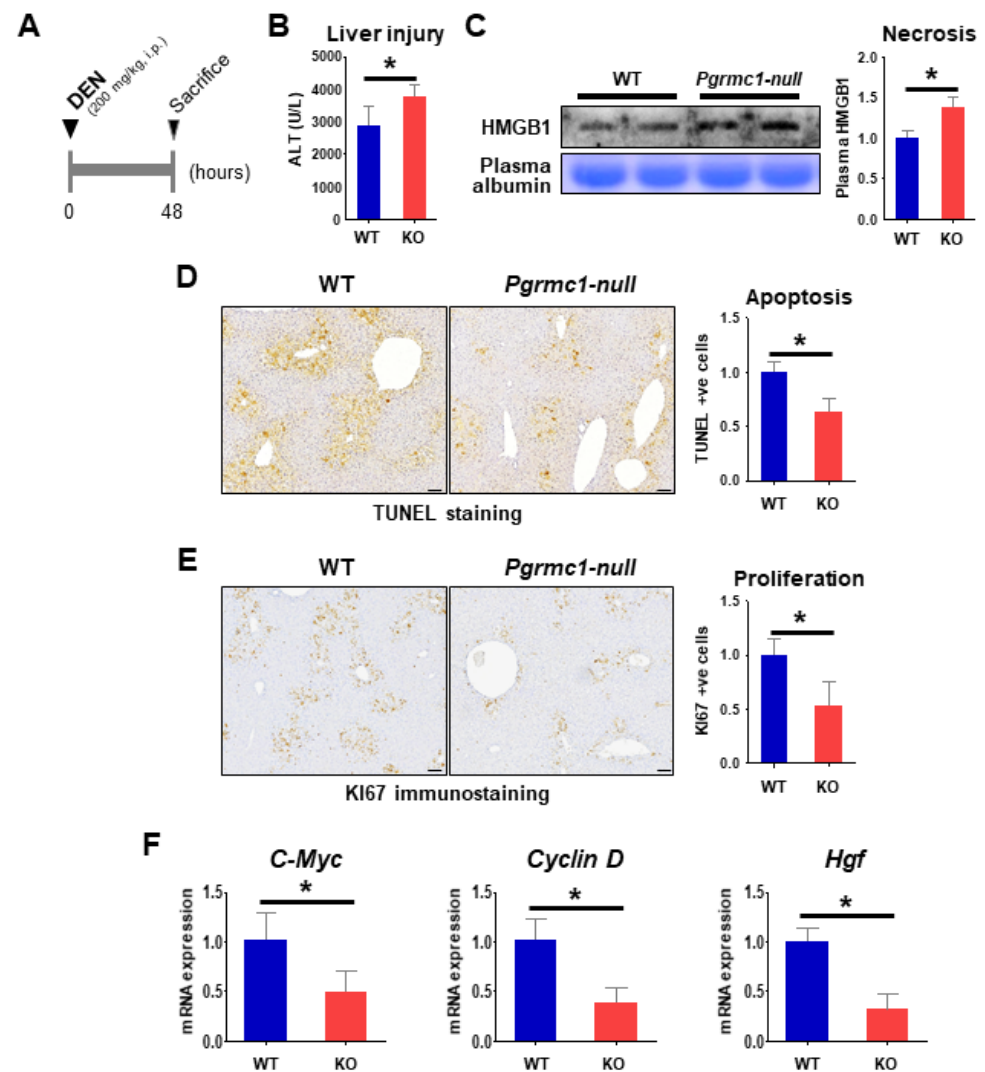 A
DEN
(200 mg/kg, i.p.)
Sacrifice
(hours)
0
48
B
Liver injury
ALT (U/L)
5000
4000
3000
2000
1000
0
*
WT
KO
C
WT
Pgrmc1-null
HMGB1
Plasma
albumin
Necrosis
Plasma HMGB1
2.0
1.5
1.0
0.5
0.0
*
WT
KO
D
WT
Pgrmc1-null
TUNEL staining
Apoptosis
TUNEL +ve cells
1.5
1.0
0.5
0.0
*
WT
KO
E
WT
Pgrmc1-null
KI67 immunostaining
Proliferation
KI67 +ve cells
1.5
1.0
0.5
0.0
*
WT
KO
F
C-Myc
mRNA expression
1.5
1.0
0.5
0.0
*
WT
KO
Cyclin D
mRNA expression
1.5
1.0
0.5
0.0
*
WT
KO
Hgf
mRNA expression
1.5
1.0
0.5
0.0
*
WT
KO